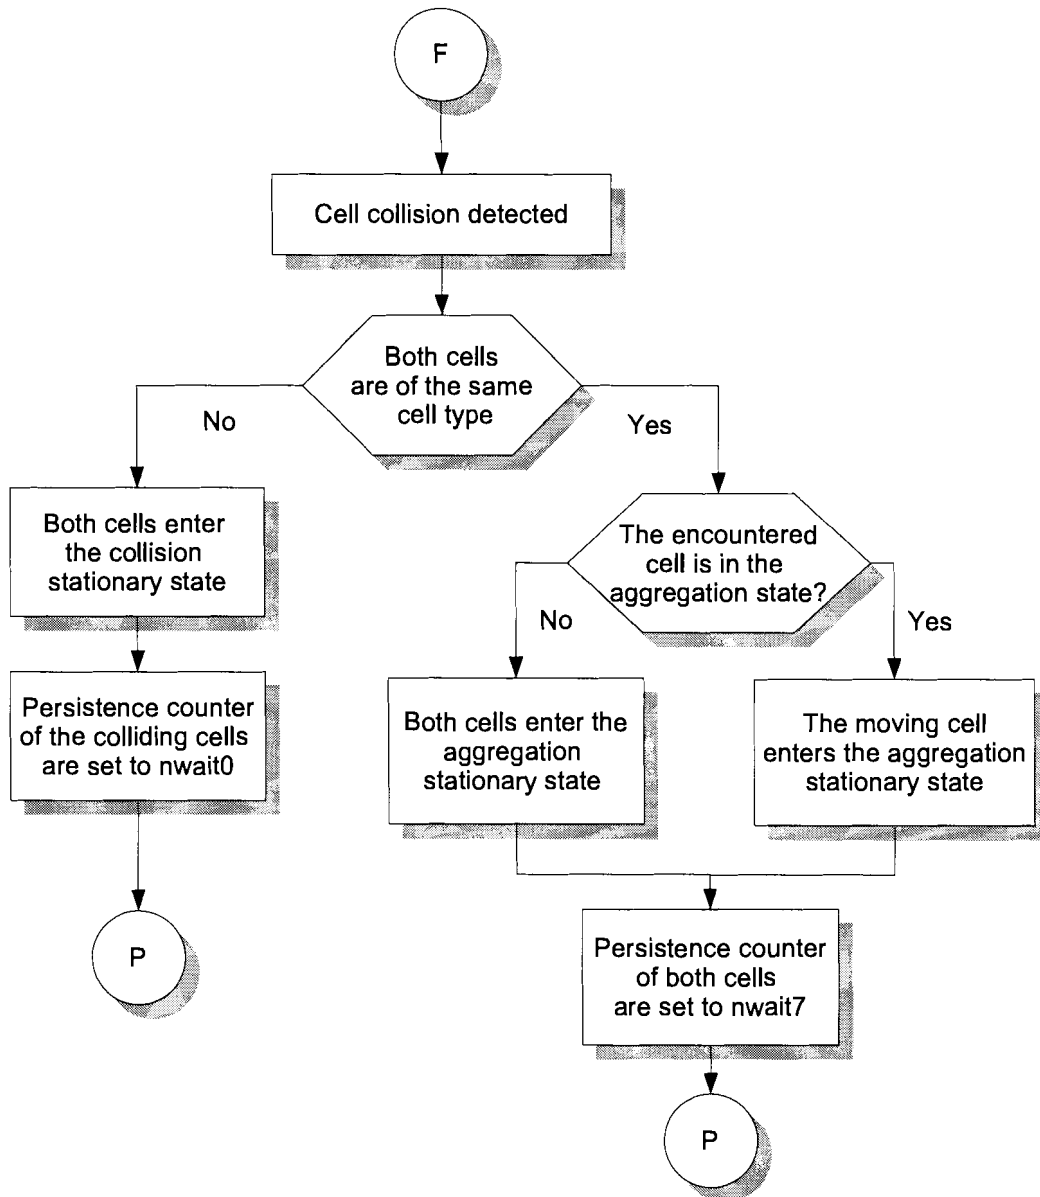 F
Cell collision detected
Both cells
are of the same
cell type
No
Yes
Both cells enter
the collision
stationary state
The encountered
cell is in the
aggregation state?
No
Yes
Persistence counter
of the colliding cells
are set to nwait0
Both cells enter the
aggregation
stationary state
The moving cell
enters the aggregation
stationary state
P
Persistence counter
of both cells
are set to nwait7
P